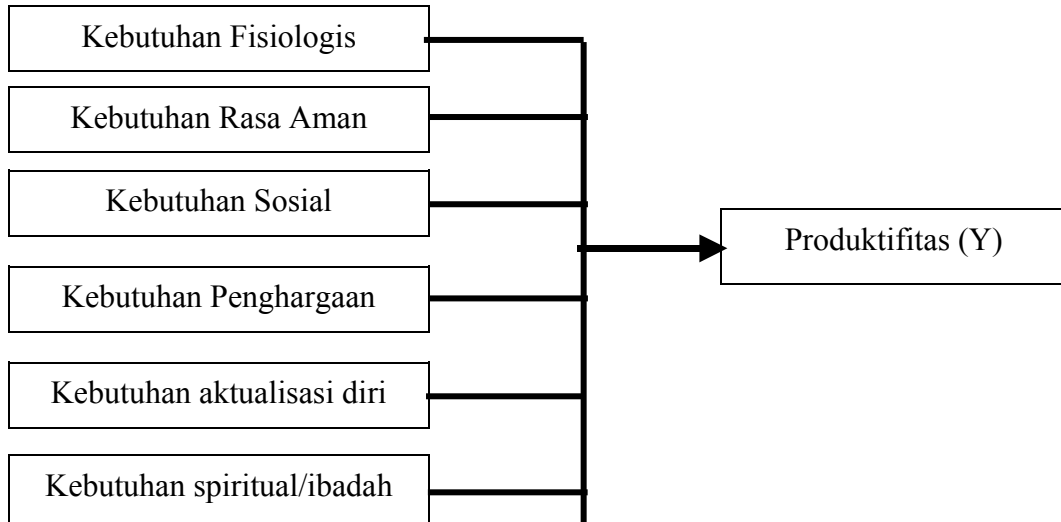 Kebutuhan Fisiologis
Kebutuhan Rasa Aman
Kebutuhan Sosial
Produktifitas (Y)
Kebutuhan Penghargaan
Kebutuhan aktualisasi diri
Kebutuhan spiritual/ibadah